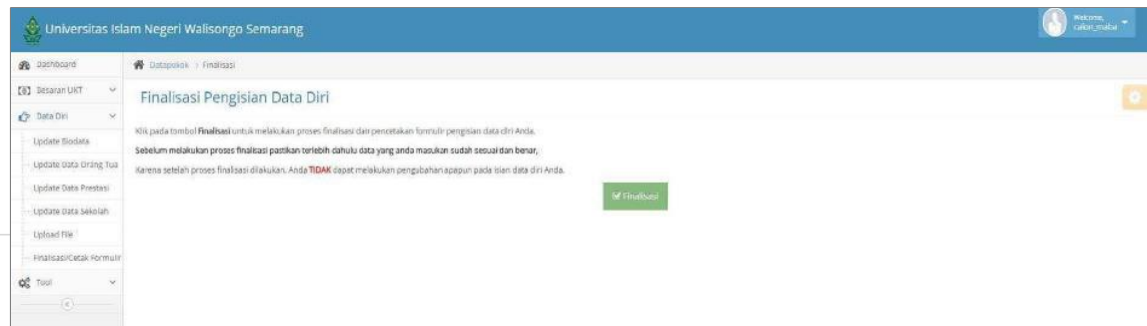 Universitas Islam Negeri Walisongo Semarang
Welcome,
calon_maba
Dashboard
Datapokok > Finalisasi
Besaran UKT
Data Diri
Update Biodata
Update Data Orang Tua
Update Data Prestasi
Update Data Sekolah
Upload File
Finalisasi/Cetak Formulir
Tool
Finalisasi Pengisian Data Diri
Klik pada tombol Finalisasi untuk melakukan proses finalisasi dan pencetakan formulir pengisian data diri Anda.
Sebelum melakukan proses finalisasi pastikan terlebih dahulu data yang anda masukan sudah sesuai dan benar,
Karena setelah proses finalisasi dilakukan, Anda TIDAK dapat melakukan pengubahan apapun pada isian data diri Anda.
Finalisasi